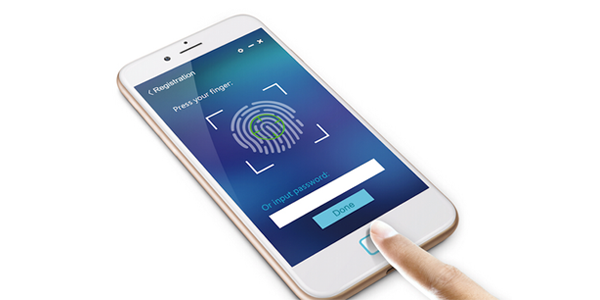 Registration
Press your finger:
Or input password:
Done